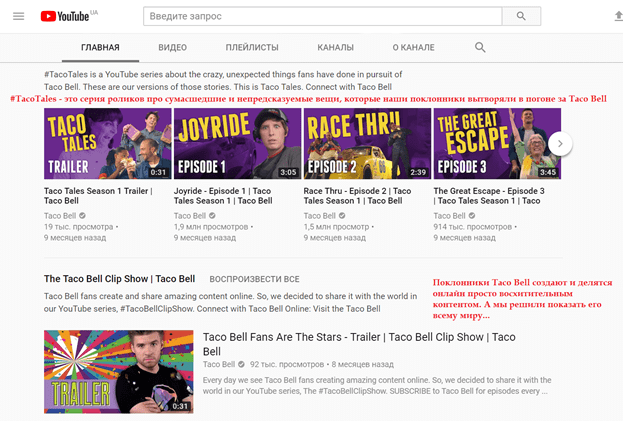 YouTube UA
Введите запрос
ГЛАВНАЯ ВИДЕО ПЛЕЙЛИСТЫ КАНАЛЫ О КАНАЛЕ
#TacoTales is a YouTube series about the crazy, unexpected things fans have done in pursuit of
Taco Bell. These are our versions of those stories. This is Taco Tales. Connect with Taco Bell
#TacoTales - это серия роликов про сумасшедшие и непредсказуемые вещи, которые наши поклонники вытворяли в погоне за Taco Bell
TACO
TALES
TRAILER
0:31
JOYRIDE
EPISODE 1
3:05
RACE THRU
EPISODE 2
2:39
THE GREAT
ESCAPE
EPISODE 3
3:45
Taco Tales Season 1 Trailer |
Taco Bell
Taco Bell
19 тыс. просмотра •
9 месяцев назад
Joyride - Episode 1 | Taco
Tales Season 1 | Taco Bell
Taco Bell
1,9 млн просмотров •
9 месяцев назад
Race Thru - Episode 2 | Taco
Tales Season 1 | Taco Bell
Taco Bell
1,5 млн просмотр •
9 месяцев назад
The Great Escape - Episode 3
| Taco Tales Season 1 | Taco
Taco Bell
914 тыс. просмотров •
9 месяцев назад
The Taco Bell Clip Show | Taco Bell ВОСПРОИЗВЕСТИ ВСЕ
Taco Bell fans create and share amazing content online. So, we decided to share it with the world in
our YouTube series, #TacoBellClipShow. Connect with Taco Bell Online: Visit the Taco Bell
Поклонники Taco Bell создают и делятся
онлайн просто восхитительным
контентом. А мы решили показать его
всему миру...
TRAILER
0:31
Taco Bell Fans Are The Stars - Trailer | Taco Bell Clip Show | Taco
Bell
Taco Bell 92 тыс. просмотров • 8 месяцев назад
Every day we see Taco Bell fans creating amazing content online. So, we decided to share it with the
world in our YouTube series, The #TacoBellClipShow. SUBSCRIBE to Taco Bell for episodes every ...